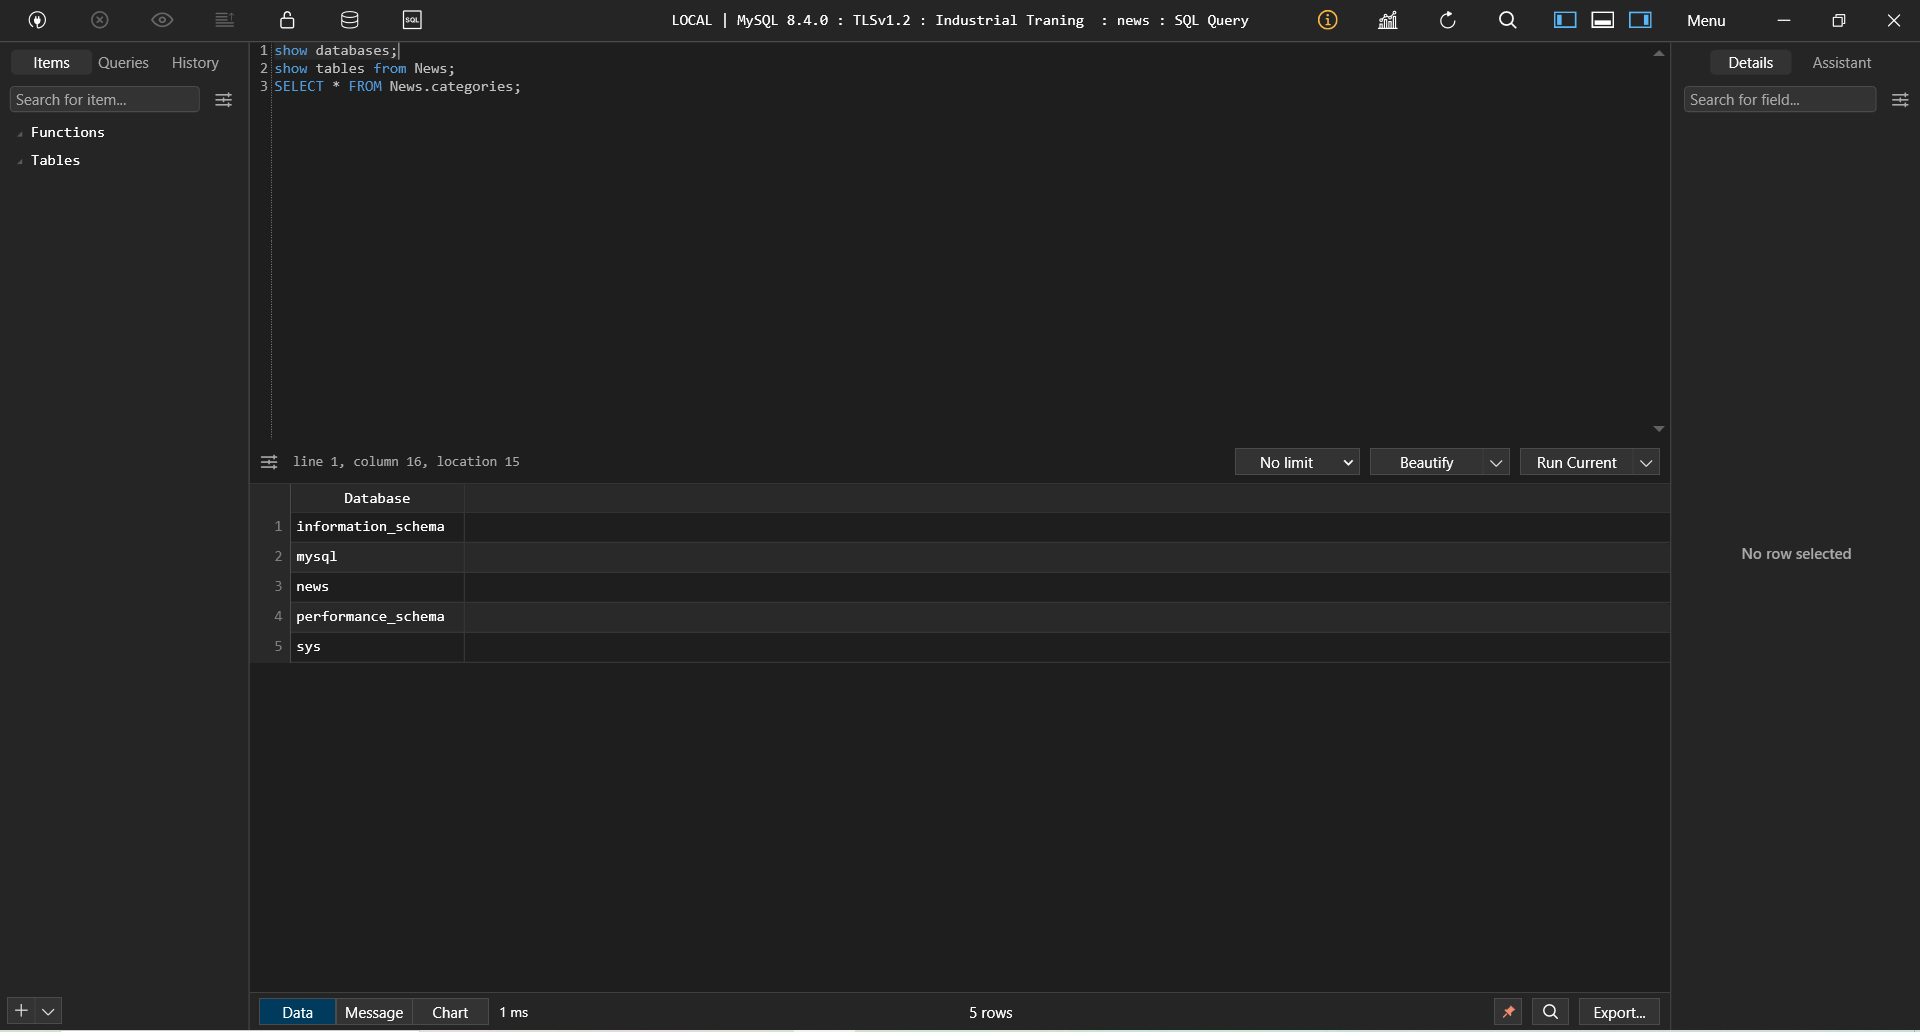 SQL
LOCAL | MySQL 8.4.0 : TLSv1.2 : Industrial Traning : news : SQL Query
Menu
Items Queries History
Search for item...
Functions
Tables
1 show databases;
2 show tables from News;
3 SELECT * FROM News.categories;
Details Assistant
Search for field...
No row selected
line 1, column 16, location 15
No limit Beautify Run Current
Database
1 information_schema
2 mysql
3 news
4 performance_schema
5 sys
Data Message Chart 1 ms 5 rows Export...